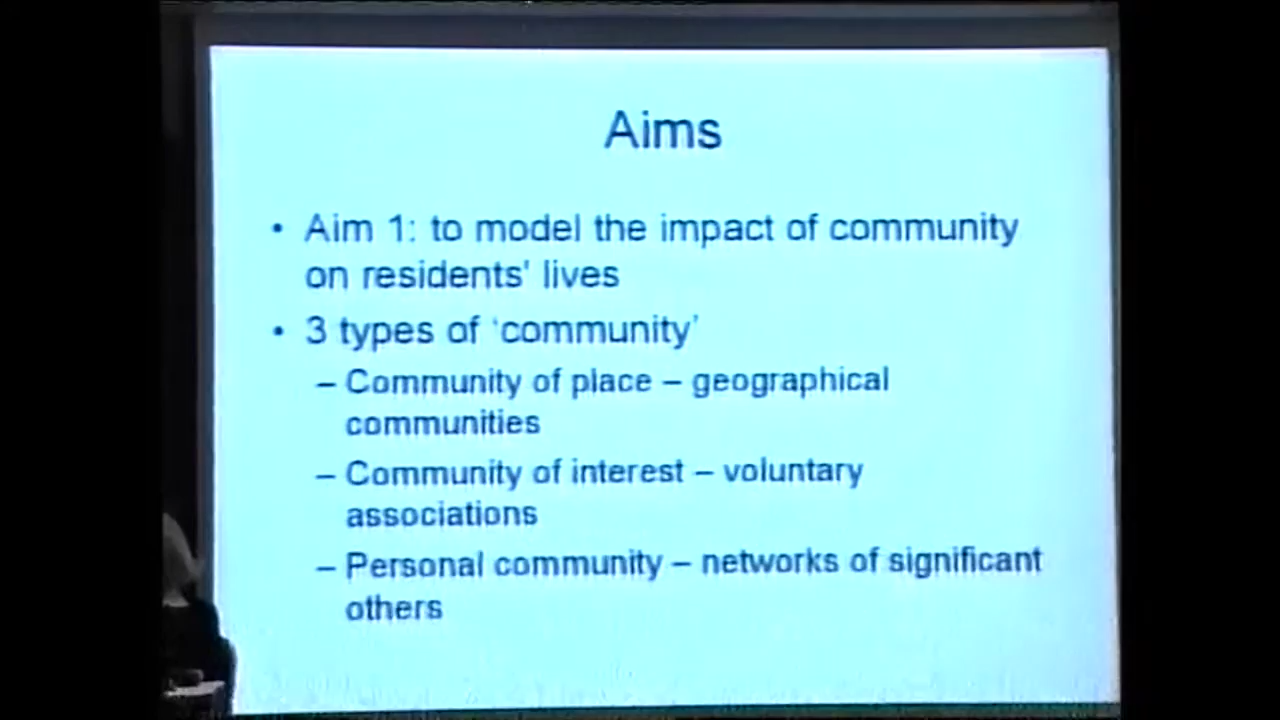 Aims
• Aim 1: to model the impact of community
on residents' lives
• 3 types of ‘community’
– Community of place – geographical
communities
– Community of interest – voluntary
associations
– Personal community – networks of significant
others